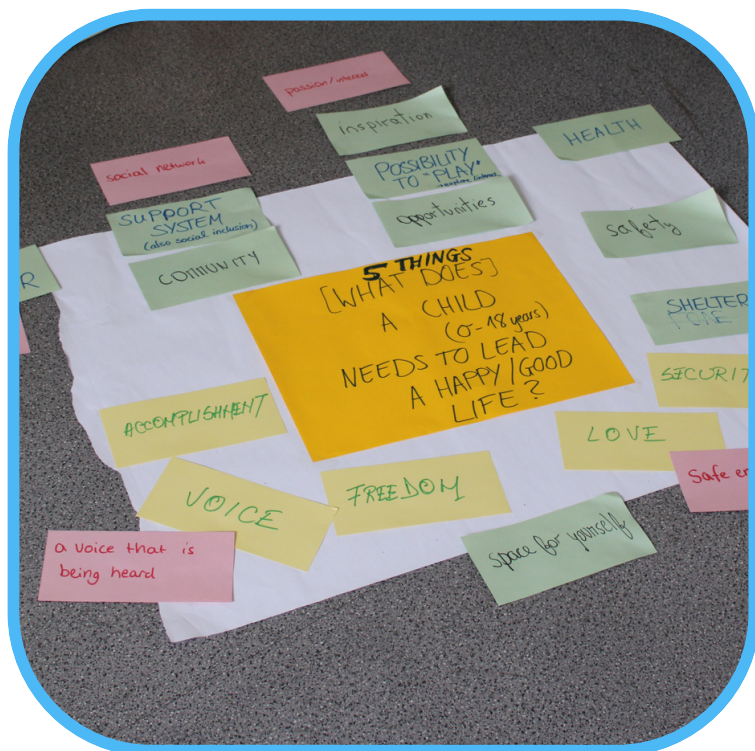 passion/interest
inspiration
HEALTH
social network
POSSIBILITY
TO "PLAY"
SUPPORT
SYSTEM
(also social inclusion)
opportunities
safety
COMMUNITY
R
5 THINGS
[WHAT DOES]
A CHILD
(0-18 years)
NEEDS TO LEAD
A HAPPY/GOOD
LIFE?
SHELTER
HOME
SECURIT
ACCOMPLISHMENT
LOVE
VOICE
FREEDOM
Safe en
a voice that is
being heard
space for yourself